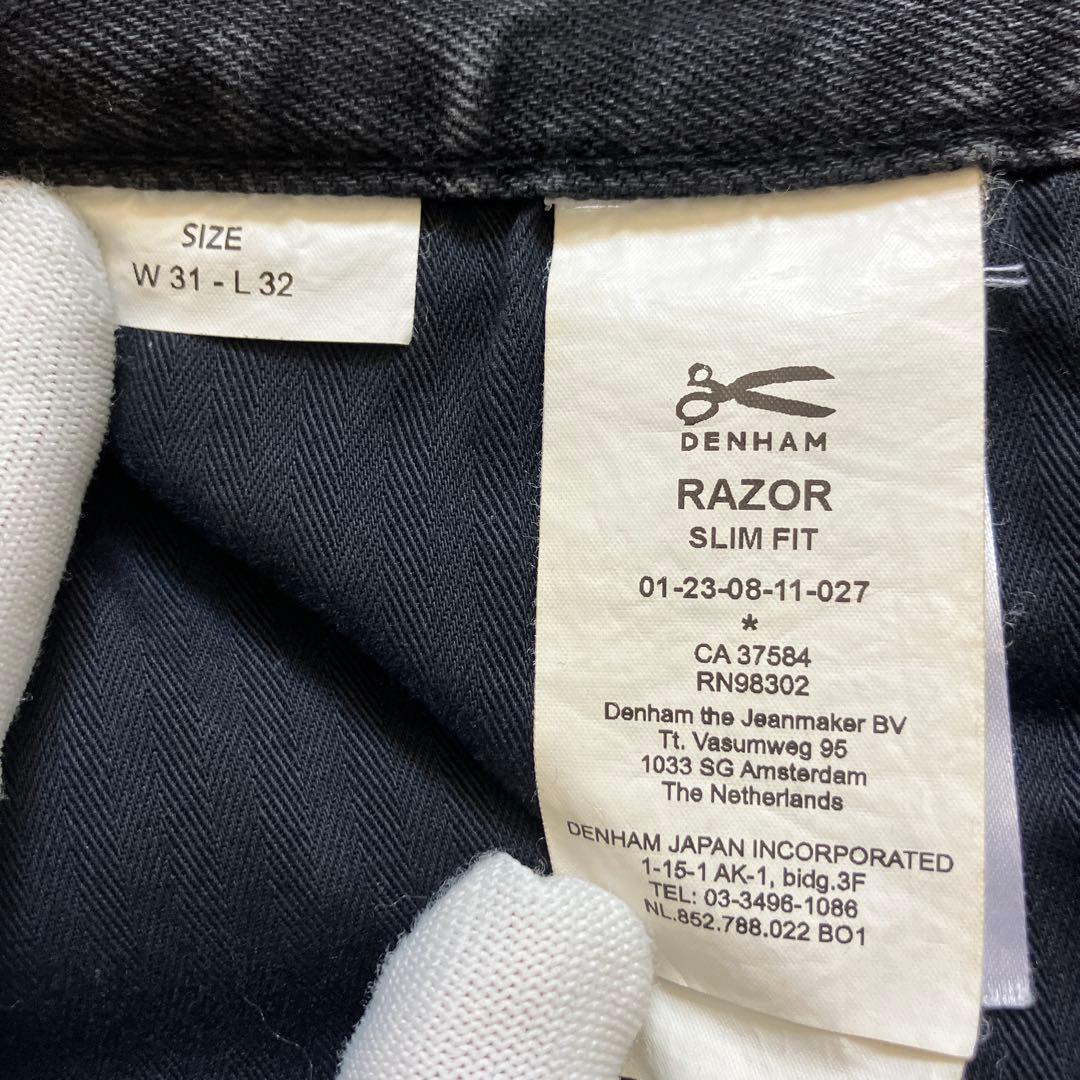 SIZE
W 31 - L 32
DENHAM
RAZOR
SLIM FIT
01-23-08-11-027
*
CA 37584
RN98302
Denham the Jeanmaker BV
Tt. Vasumweg 95
1033 SG Amsterdam
The Netherlands
DENHAM JAPAN INCORPORATED
1-15-1 AK-1, bidg.3F
TEL: 03-3496-1086
NL.852.788.022 BO1